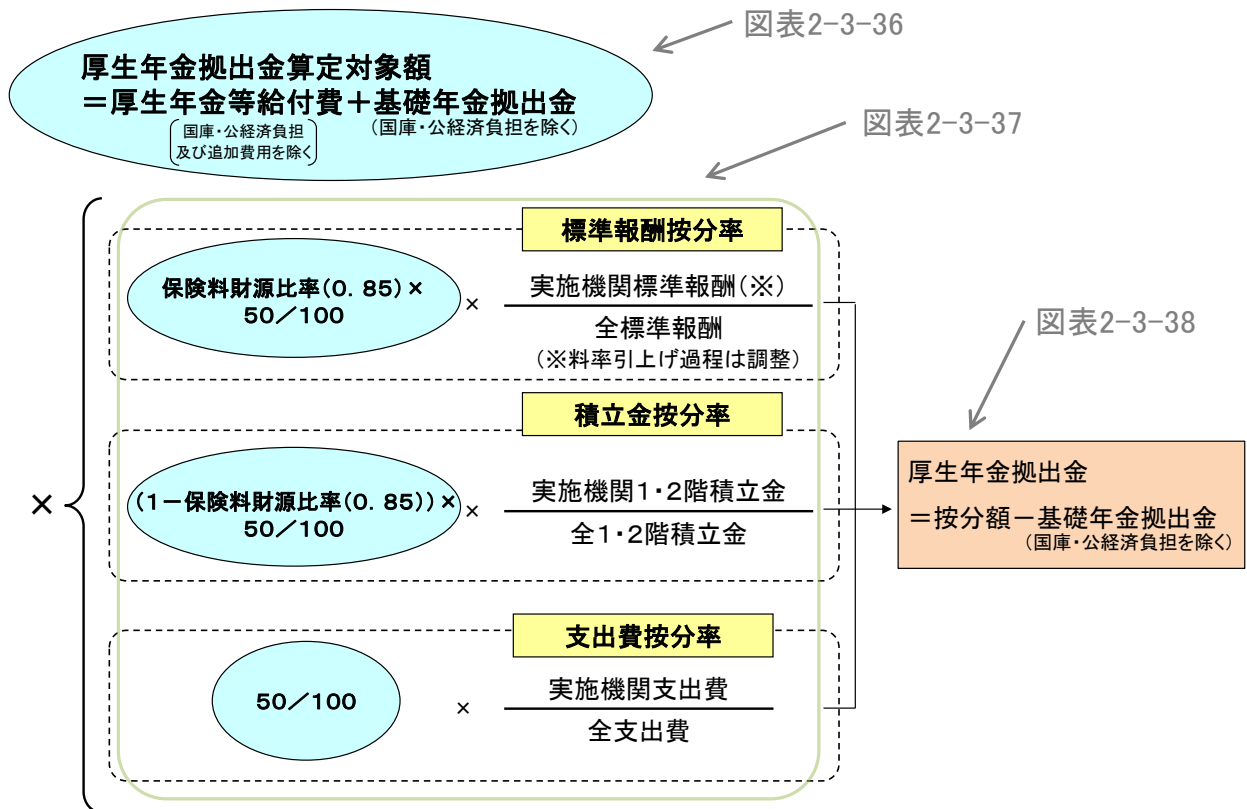 図表2-3-36
厚生年金拠出金算定対象額
＝厚生年金等給付費＋基礎年金拠出金
国庫・公経済負担
及び追加費用を除く
(国庫・公経済負担を除く)
図表2-3-37
標準報酬按分率
保険料財源比率(0．85)×
50／100
×
実施機関標準報酬(※)
全標準報酬
(※料率引上げ過程は調整)
図表2-3-38
積立金按分率
×
(1－保険料財源比率(0．85))×
50／100
×
実施機関1・2階積立金
全1・2階積立金
厚生年金拠出金
＝按分額－基礎年金拠出金
(国庫・公経済負担を除く)
支出費按分率
50／100
×
実施機関支出費
全支出費